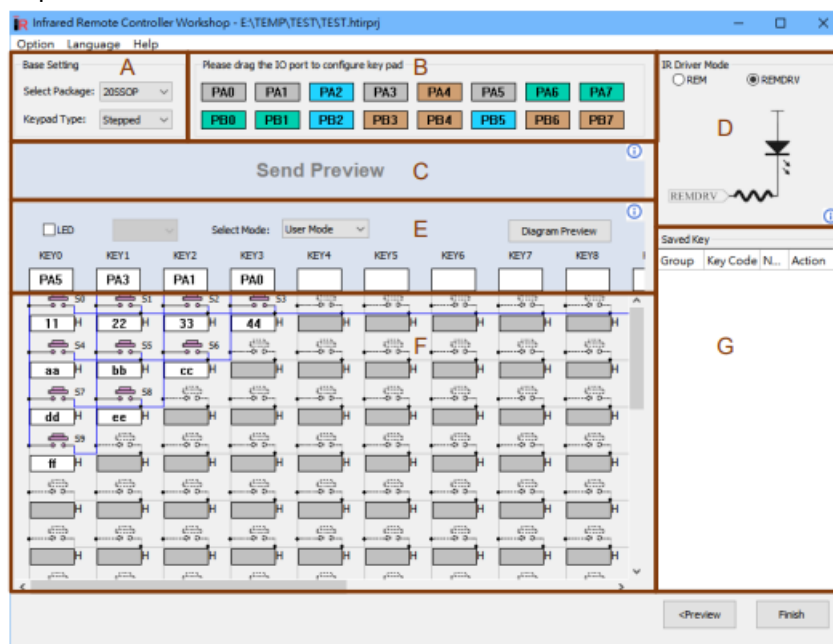 Infrared Remote Controller Workshop - E:\TEMP\TEST\TEST.htirprj
Option Language Help
Base Setting
A
Select Package: 20SSOP
Keypad Type: Stepped
Please drag the IO port to configure key pad
B
PA0 PA1 PA2 PA3 PA4 PA5 PA6 PA7
PB0 PB1 PB2 PB3 PB4 PB5 PB6 PB7
IR Driver Mode
REM REMDRV
D
REMDRV
Send Preview
C
LED Select Mode: User Mode E Diagram Preview
KEY0 KEY1 KEY2 KEY3 KEY4 KEY5 KEY6 KEY7 KEY8
PA5 PA3 PA1 PA0
S0 S1 S2 S3
11 H 22 H 33 H 44 H H H H H H
F
S4 S5 S6
aa H bb H cc H H H H H H H
S7 S8
dd H ee H H H H H H H H
S9
ff H H H H H H H H H
H H H H H H H H H
H H H H H H H H H
Saved Key
Group Key Code N... Action
G
<Preview Finish